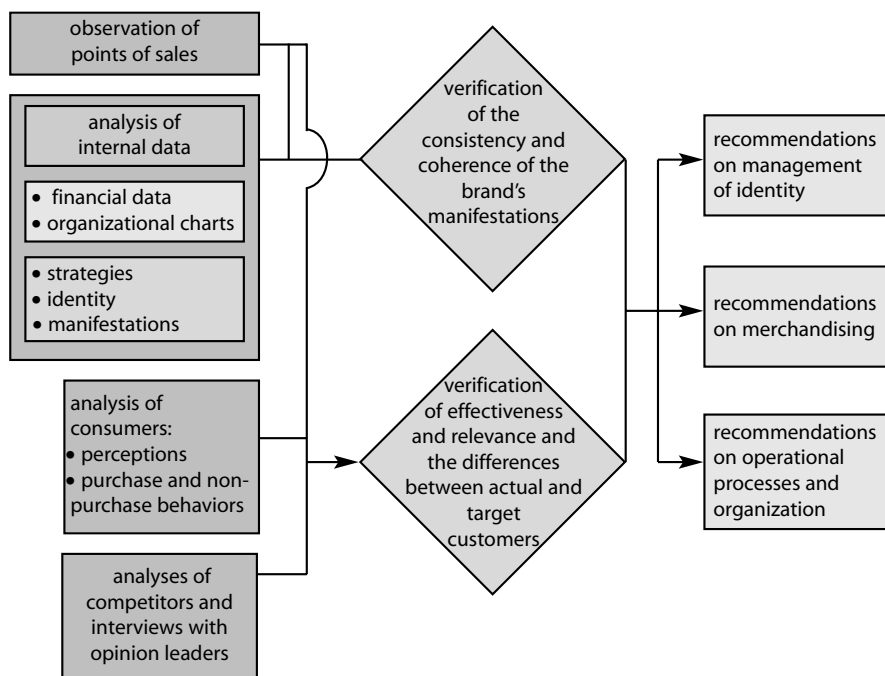 observation of
points of sales
analysis of
internal data
• financial data
• organizational charts
• strategies
• identity
• manifestations
analysis of
consumers:
• perceptions
• purchase and non-
purchase behaviors
analyses of
competitors and
interviews with
opinion leaders
verification
of the
consistency and
coherence of the
brand's
manifestations
verification
of effectiveness
and relevance and
the differences
between actual and
target
customers
recommendations
on management
of identity
recommendations
on merchandising
recommendations
on operational
processes and
organization